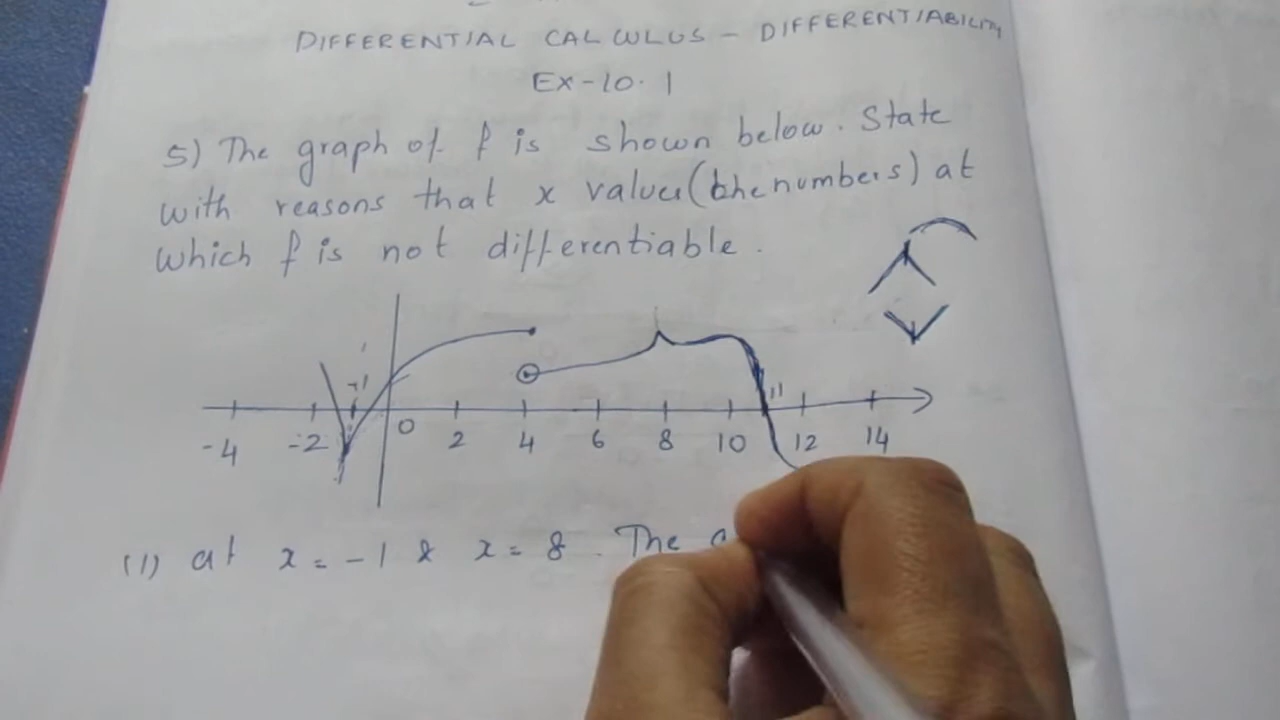 DIFFERENTIAL CALCULUS - DIFFERENTIABILITY
Ex-10.1
5) The graph of f is shown below. State
with reasons that x values (the numbers) at
which f is not differentiable.
-1 11
-4 -2 0 2 4 6 8 10 12 14
(1) at x = -1 & x = 8. The